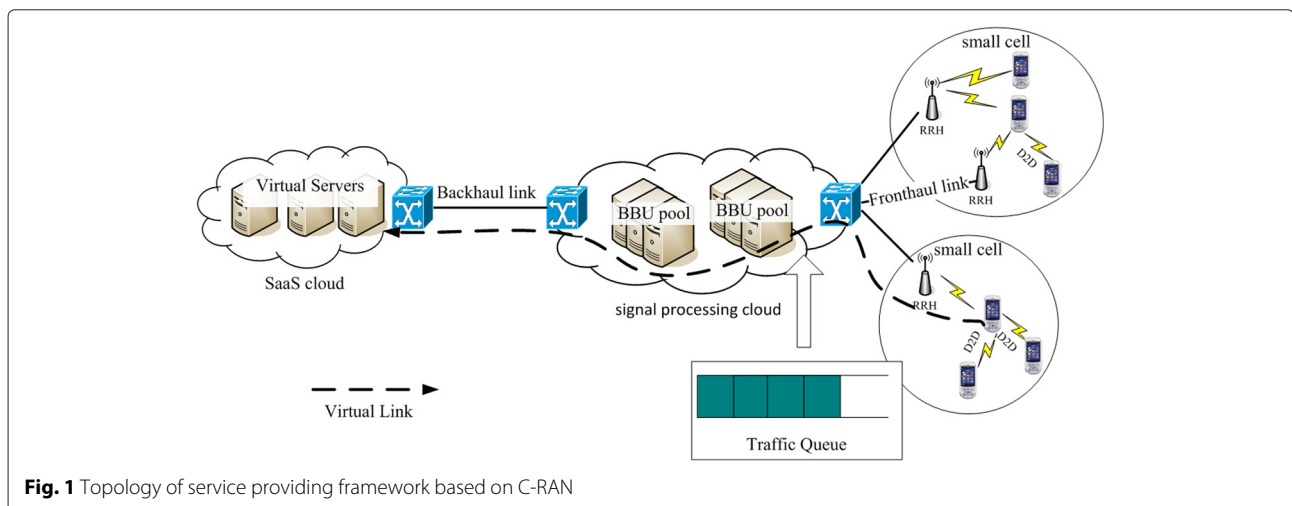 small cell
RRH
D2D
RRH
Fronthaul link
Virtual Servers
Backhaul link
BBU pool
BBU pool
SaaS cloud
signal processing cloud
small cell
RRH
D2D
D2D
Virtual Link
Traffic Queue
Fig. 1 Topology of service providing framework based on C-RAN